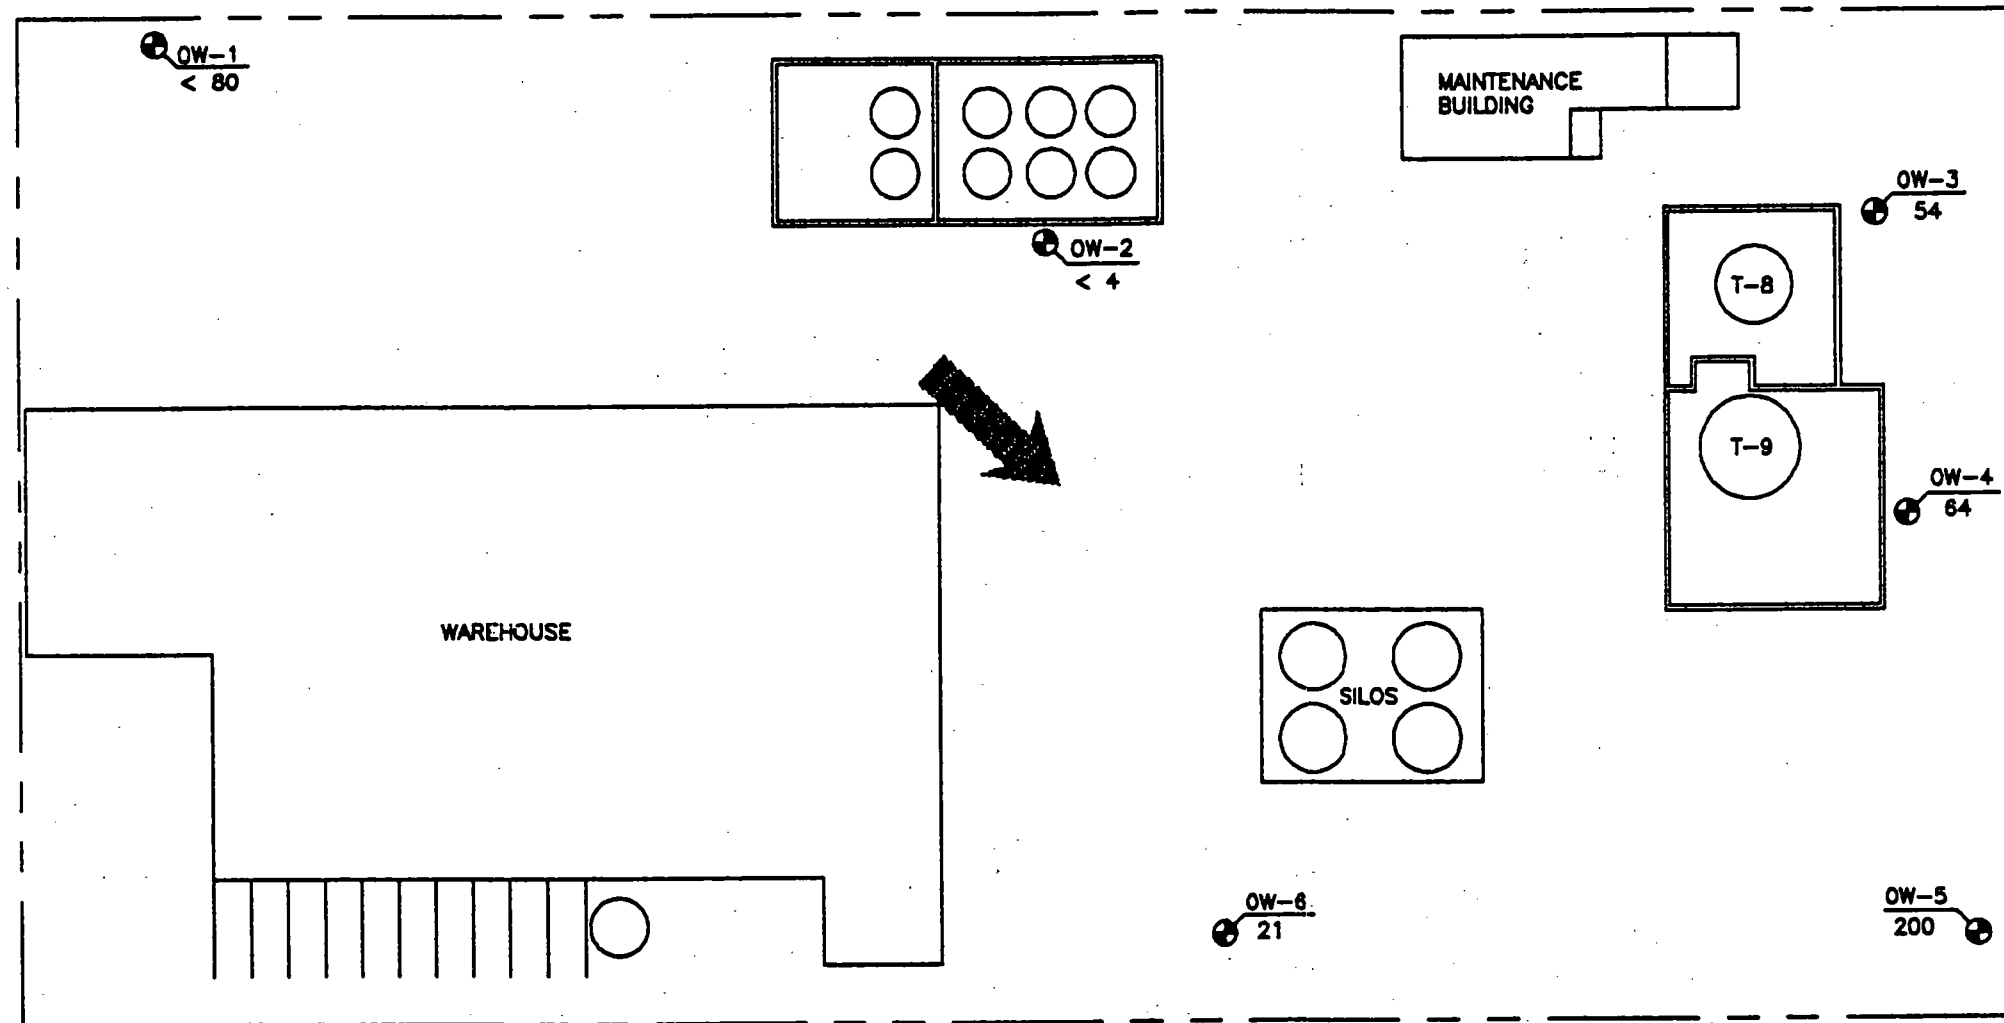 OW-1
< 80
MAINTENANCE
BUILDING
OW-3
54
OW-2
< 4
T-8
T-9
OW-4
64
WAREHOUSE
SILOS
OW-6
21
OW-5
200